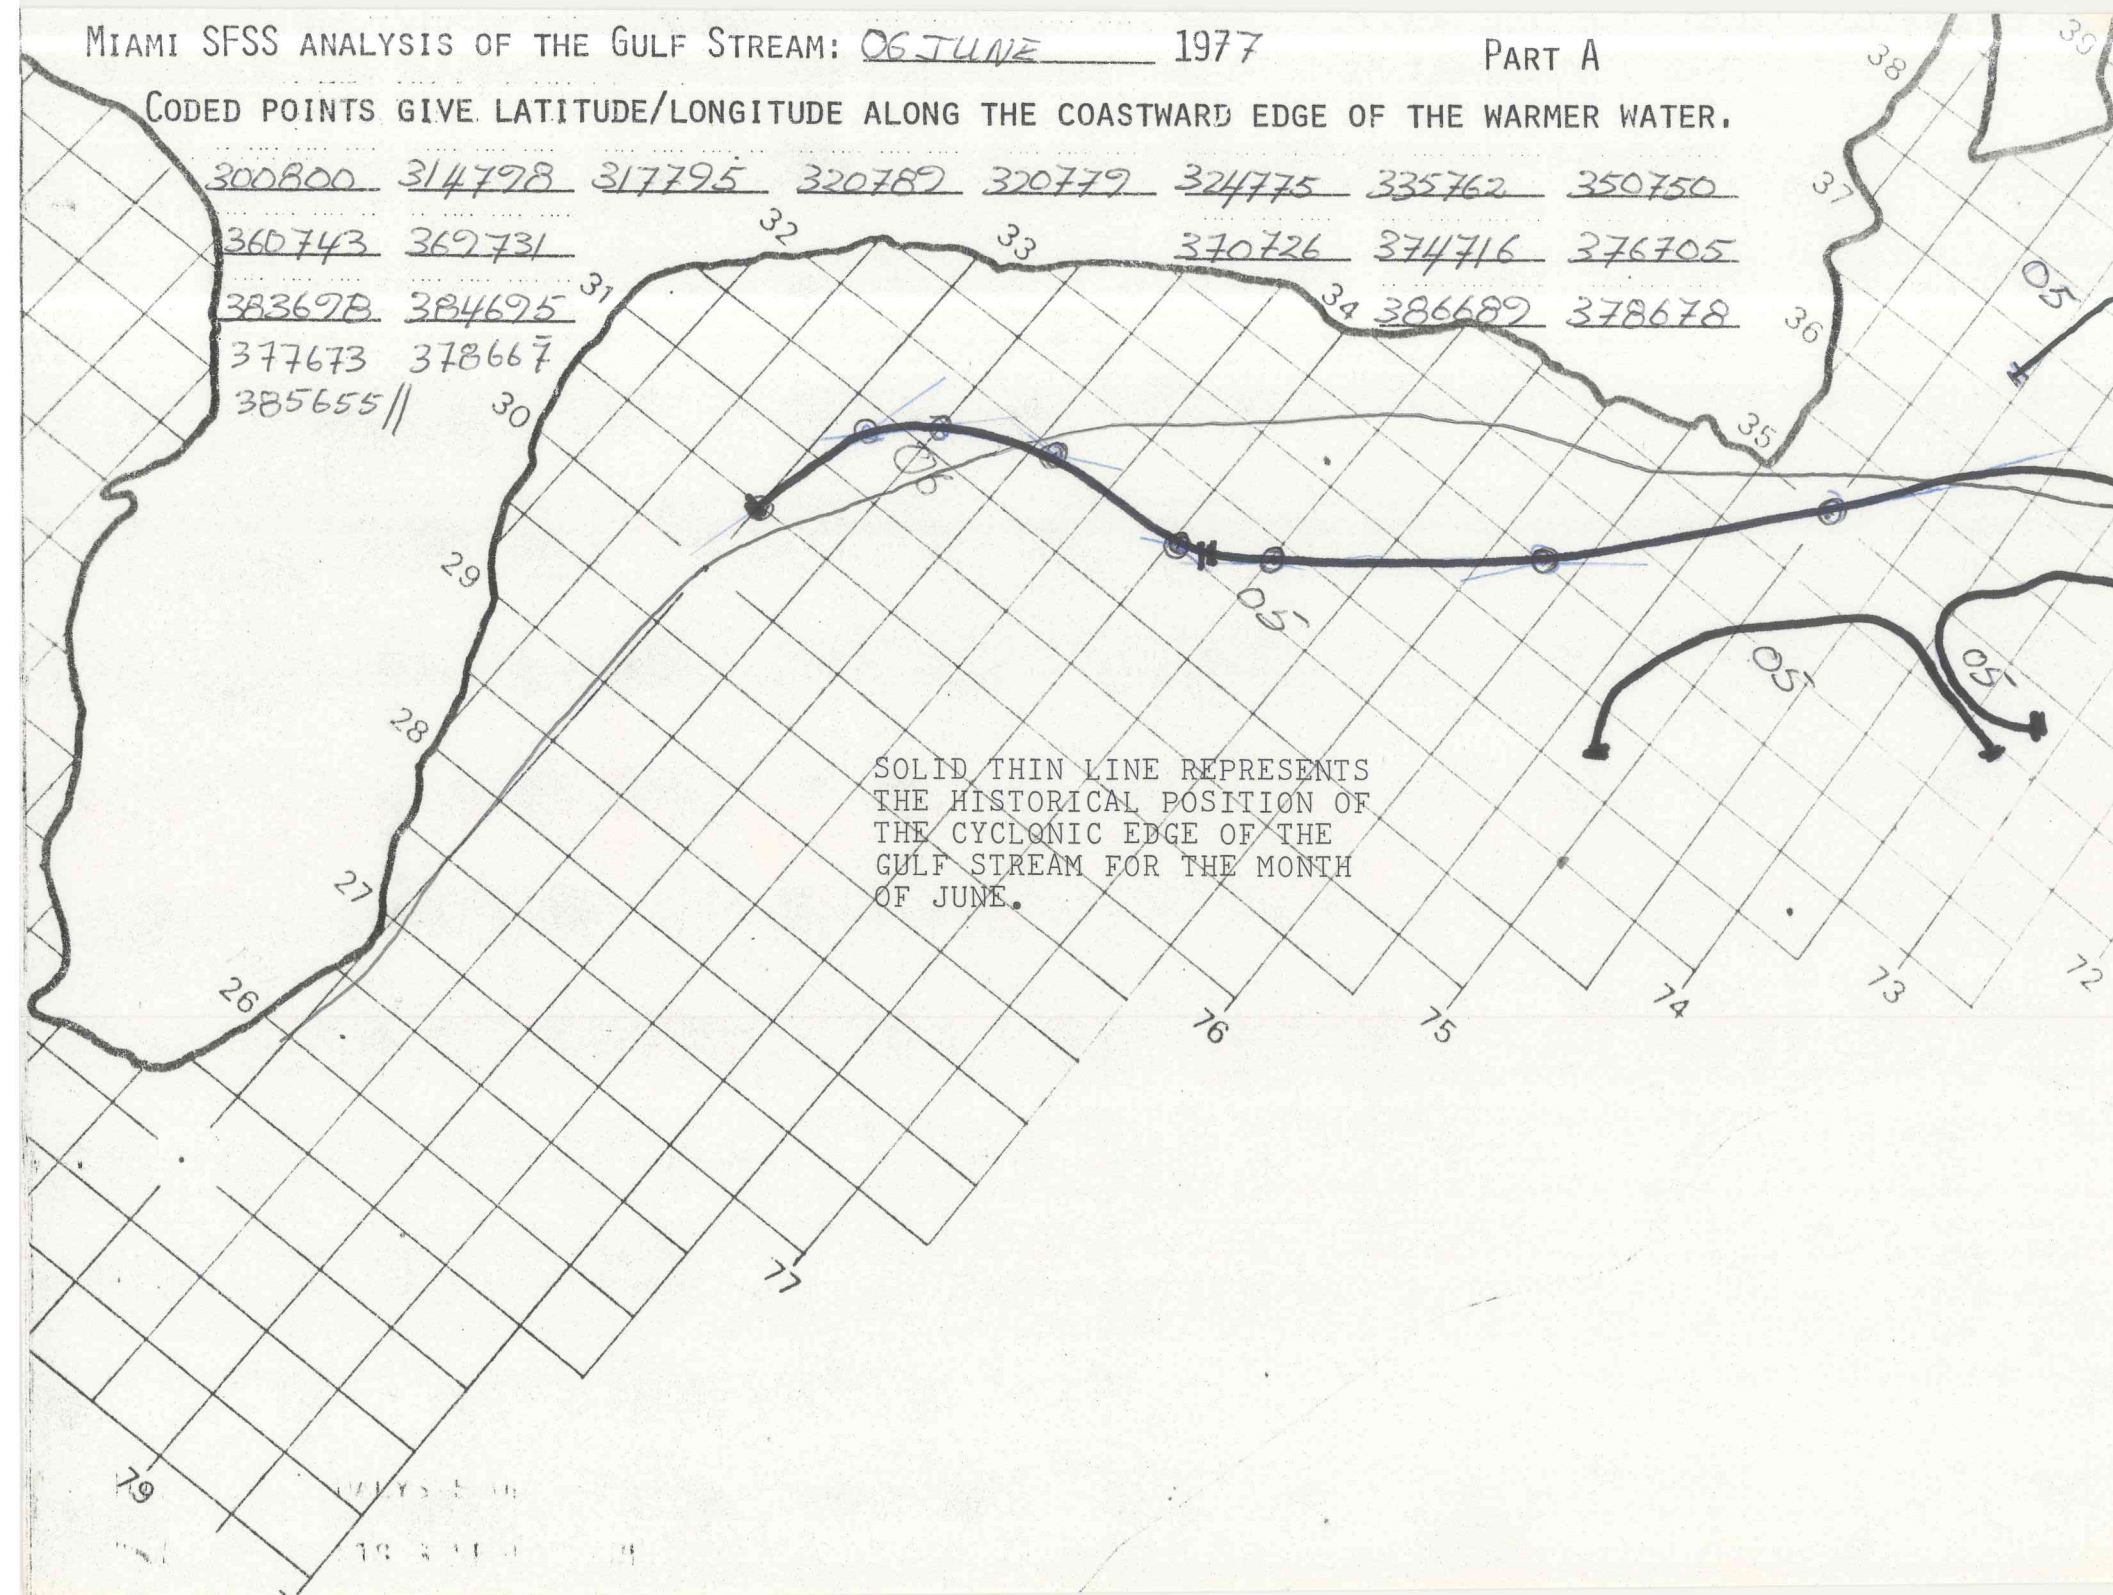 MIAMI SFSS ANALYSIS OF THE GULF STREAM: 06 JUNE 1977 PART A
CODED POINTS GIVE LATITUDE/LONGITUDE ALONG THE COASTWARD EDGE OF THE WARMER WATER.
300800 314798 317795 320789 320779 324775 335762 350750
360743 369731 370726 374716 376705
383698 384695 386689 378678
377673 378667
385655//
39
38
37
36
35
34
33
32
31
30
29
28
27
26
05
06
05
05
05
SOLID THIN LINE REPRESENTS
THE HISTORICAL POSITION OF
THE CYCLONIC EDGE OF THE
GULF STREAM FOR THE MONTH
OF JUNE.
72
73
74
75
76
77
79